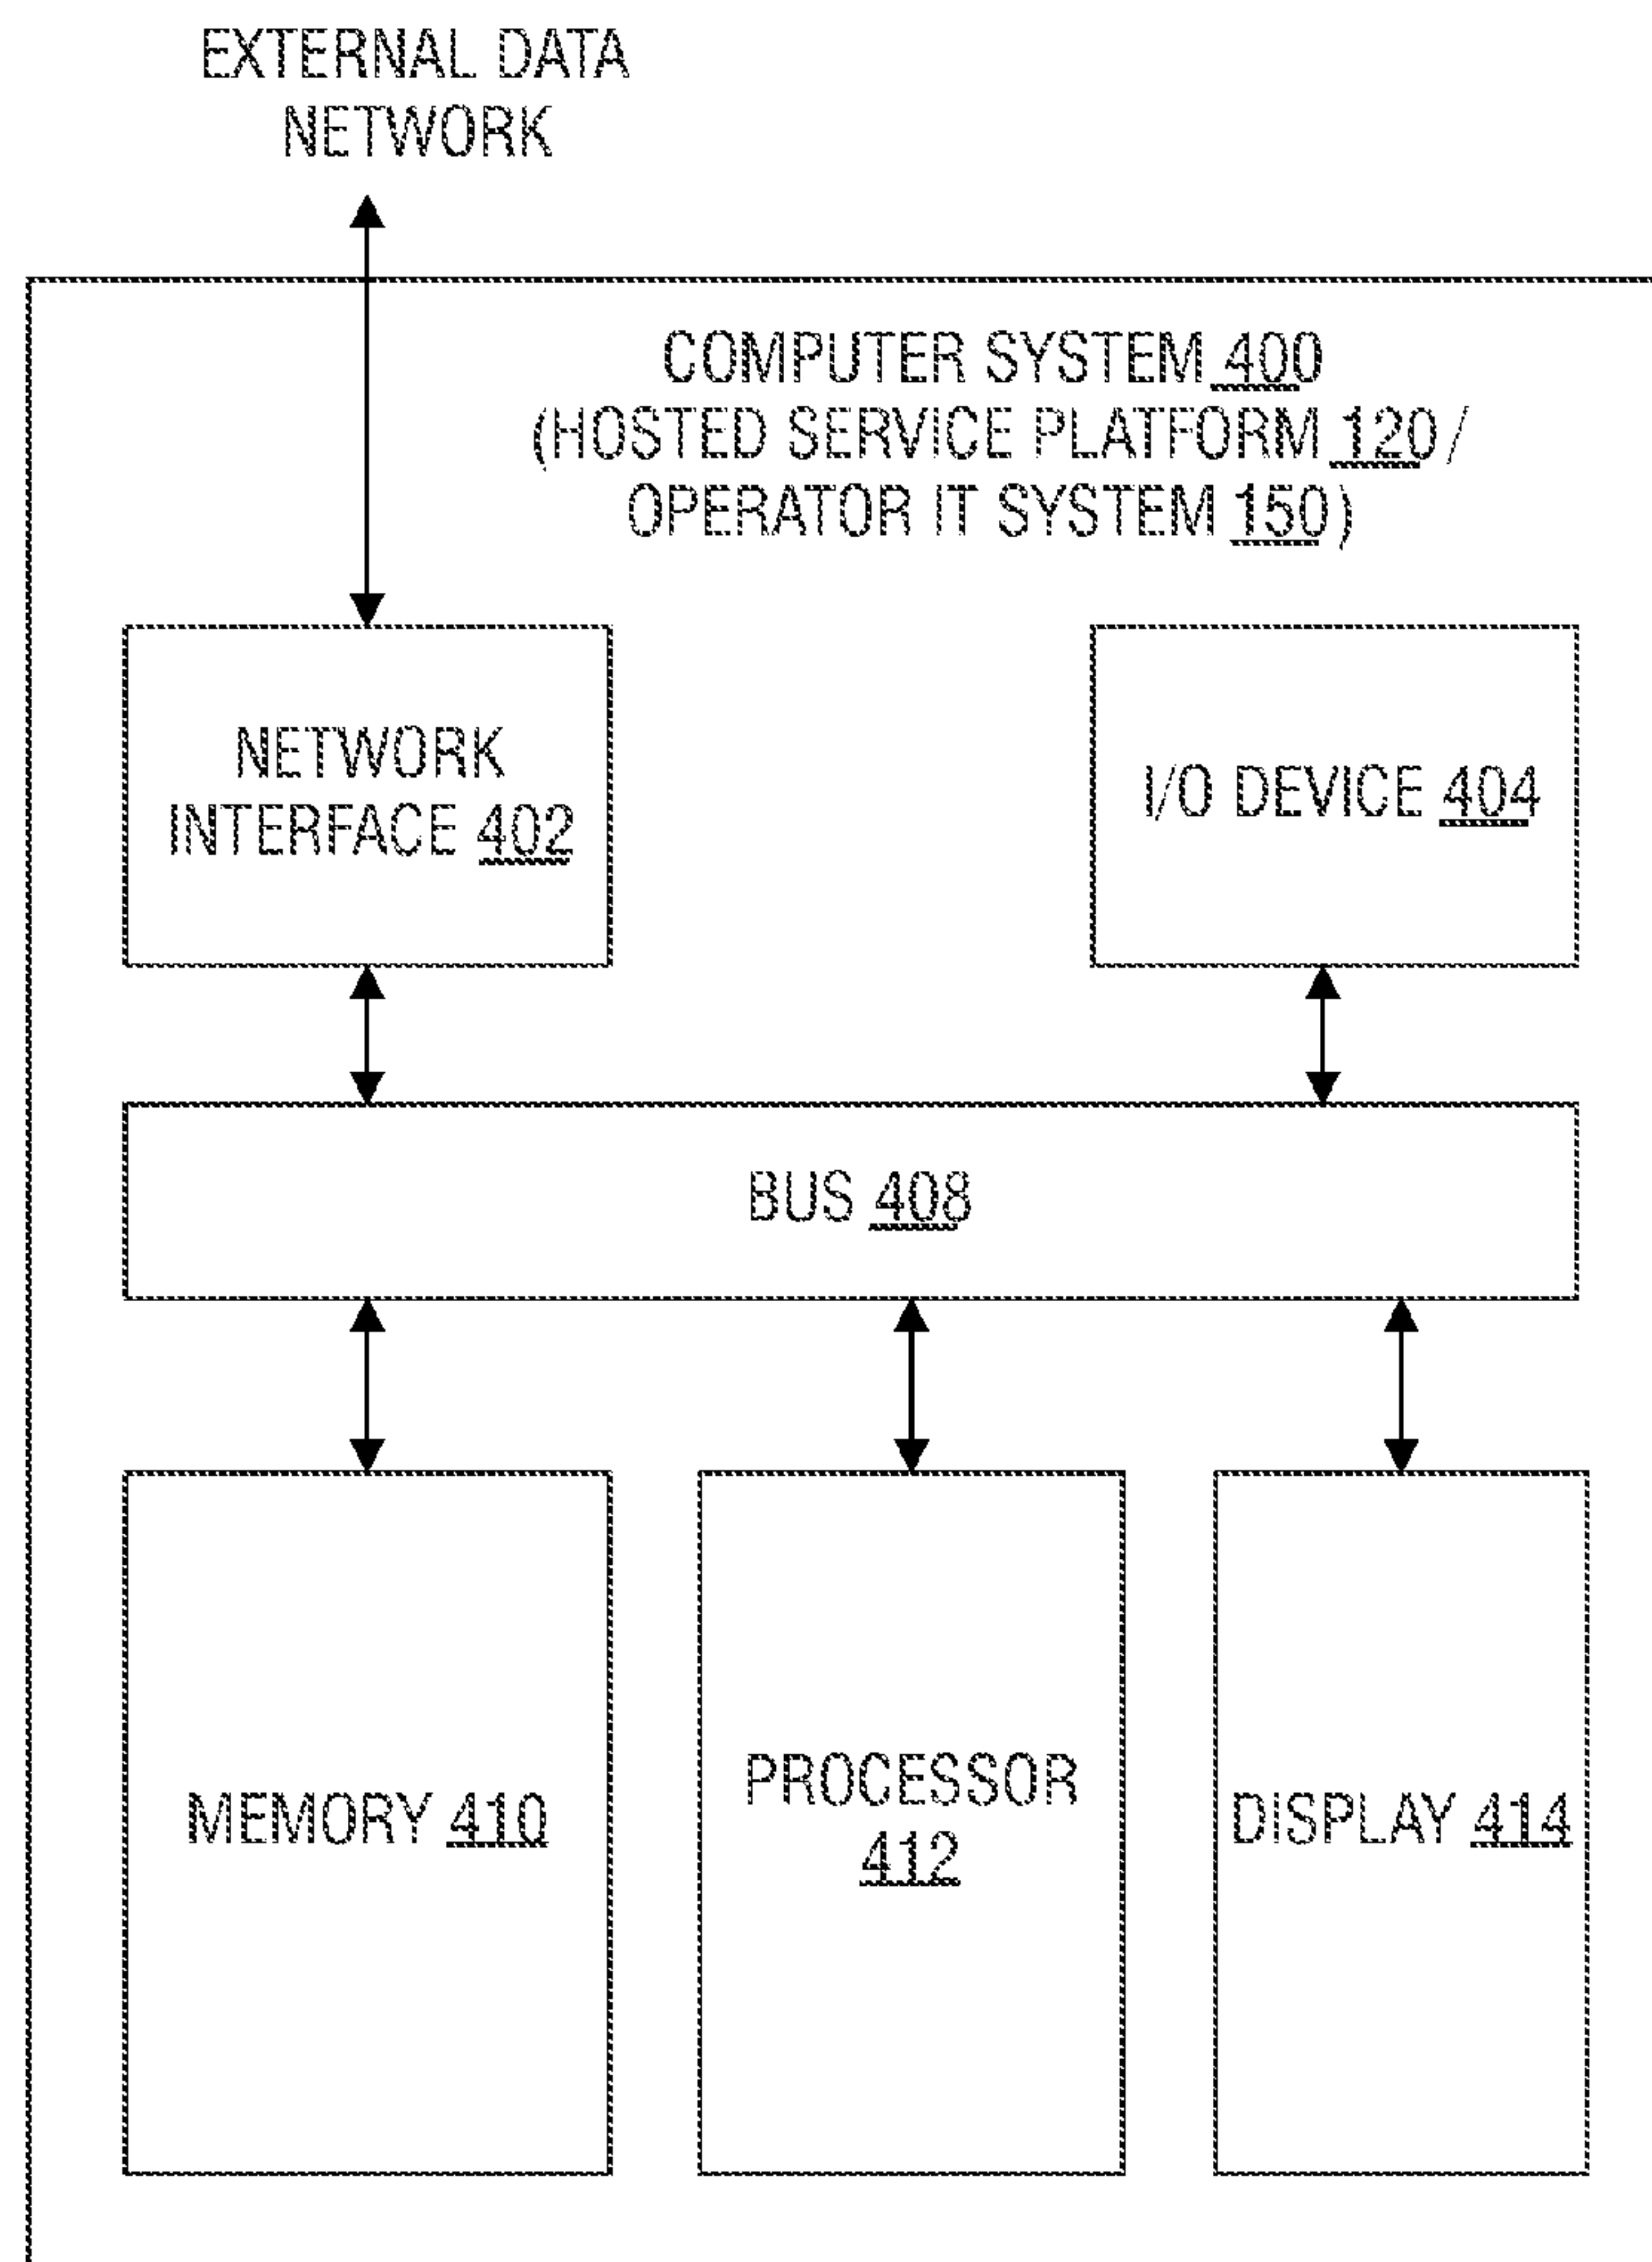 EXTERNAL DATA
NETWORK
COMPUTER SYSTEM 400
(HOSTED SERVICE PLATFORM 120/
OPERATOR IT SYSTEM 150)
NETWORK
INTERFACE 402
I/O DEVICE 404
BUS 408
MEMORY 410
PROCESSOR
412
DISPLAY 414